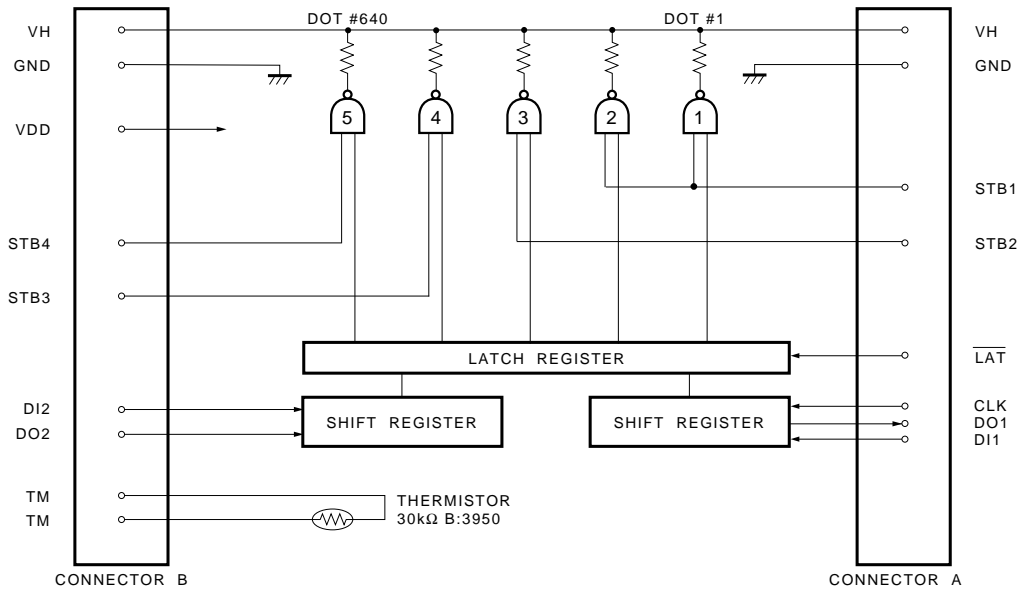 DOT #640 DOT #1
VH VH
GND GND
5 4 3 2 1
VDD
STB1
STB4 STB2
STB3
LATCH REGISTER LAT
DI2 CLK
SHIFT REGISTER SHIFT REGISTER DO1
DO2 DI1
TM THERMISTOR
TM 30kΩ B:3950
CONNECTOR B CONNECTOR A